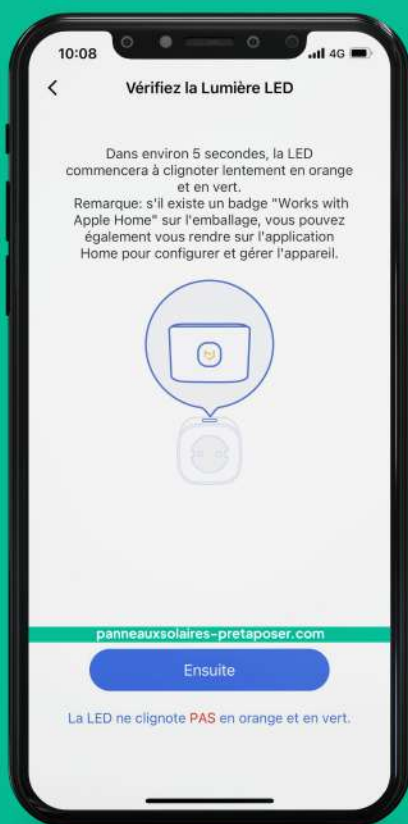 10:08
4G
Vérifiez la Lumière LED
Dans environ 5 secondes, la LED
commencera à clignoter lentement en orange
et en vert.
Remarque: s'il existe un badge "Works with
Apple Home" sur l'emballage, vous pouvez
également vous rendre sur l'application
Home pour configurer et gérer l'appareil.
panneauxsolaires-pretaposer.com
Ensuite
La LED ne clignote PAS en orange et en vert.